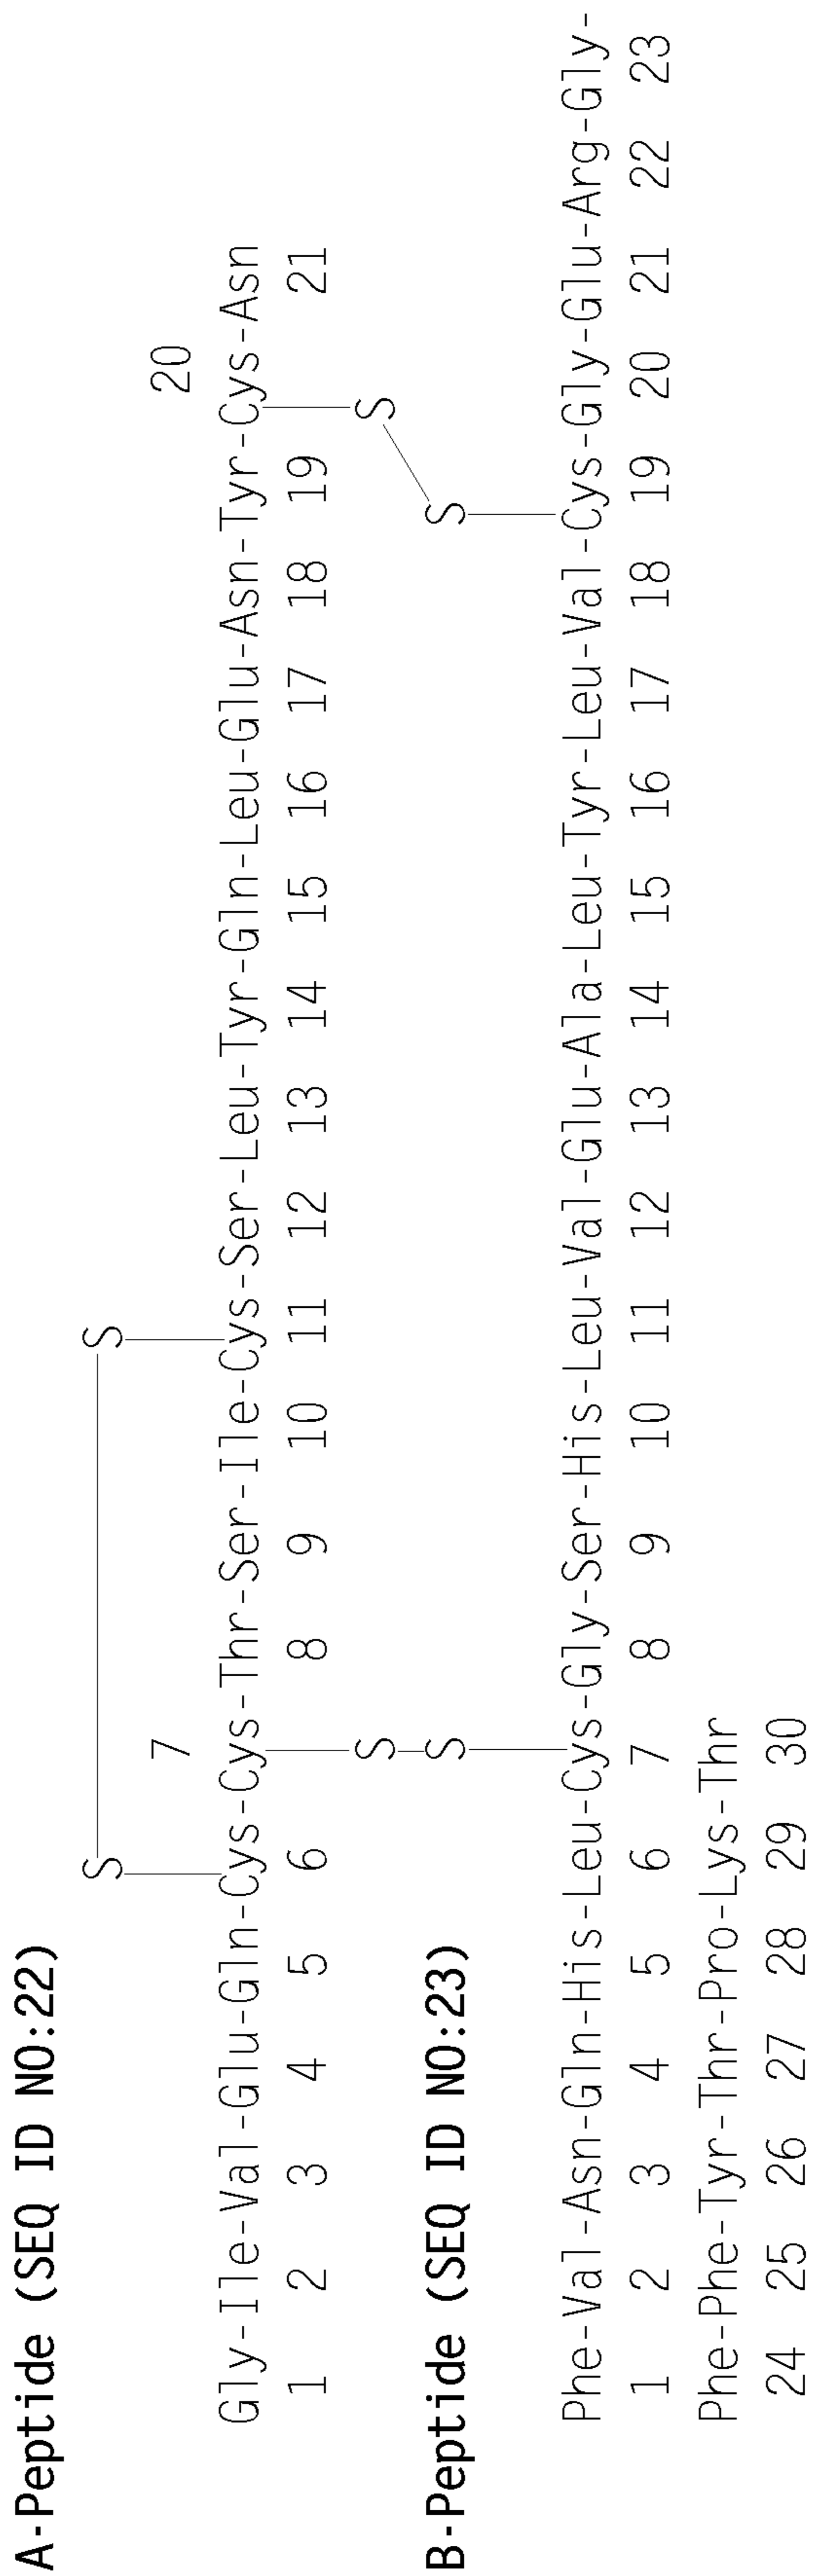 A-Peptide (SEQ ID NO:22)
S S
7 20
Gly-Ile-Val-Glu-Gln-Cys-Cys-Thr-Ser-Ile-Cys-Ser-Leu-Tyr-Gln-Leu-Glu-Asn-Tyr-Cys-Asn
1 2 3 4 5 6 8 9 10 11 12 13 14 15 16 17 18 19 21
S S
B-Peptide (SEQ ID NO:23)
S S
Phe-Val-Asn-Gln-His-Leu-Cys-Gly-Ser-His-Leu-Val-Glu-Ala-Leu-Tyr-Leu-Val-Cys-Gly-Glu-Arg-Gly-
1 2 3 4 5 6 7 8 9 10 11 12 13 14 15 16 17 18 19 20 21 22 23
Phe-Phe-Tyr-Thr-Pro-Lys-Thr
24 25 26 27 28 29 30